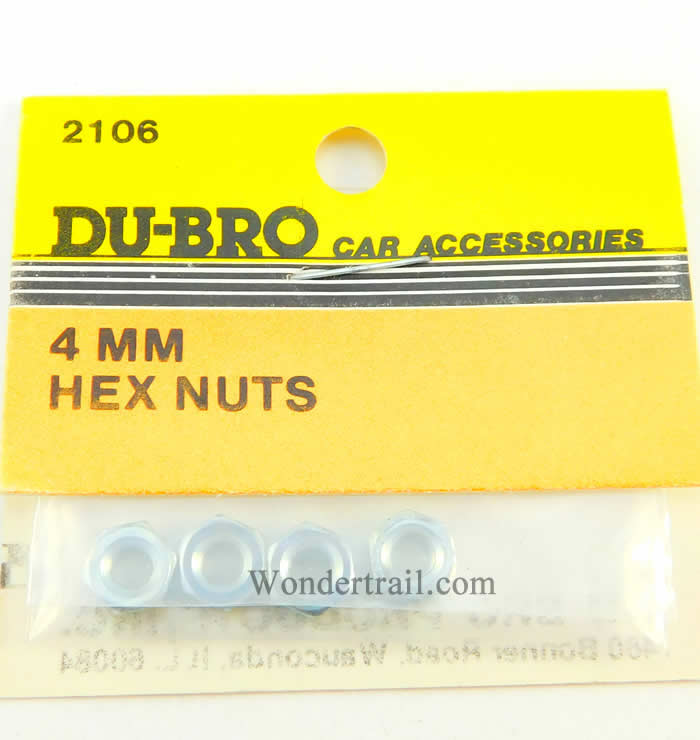 2106
DU-BRO CAR ACCESSORIES
4 MM
HEX NUTS
Wondertrail.com
480 Bonner Road, Wauconda, IL. 60084